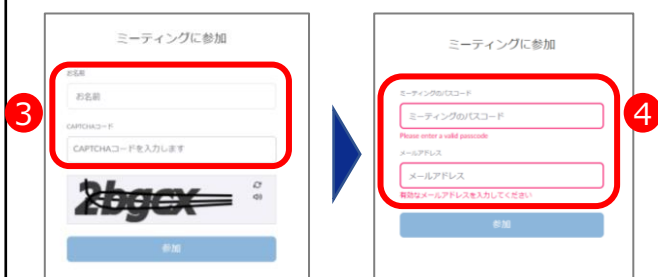 ミーティングに参加
3
お名前
お名前
CAPTCHAコード
CAPTCHAコードを入力します
2bgcx
参加
ミーティングに参加
4
ミーティングのパスコード
ミーティングのパスコード
Please enter a valid passcode
メールアドレス
メールアドレス
有効なメールアドレスを入力してください
参加